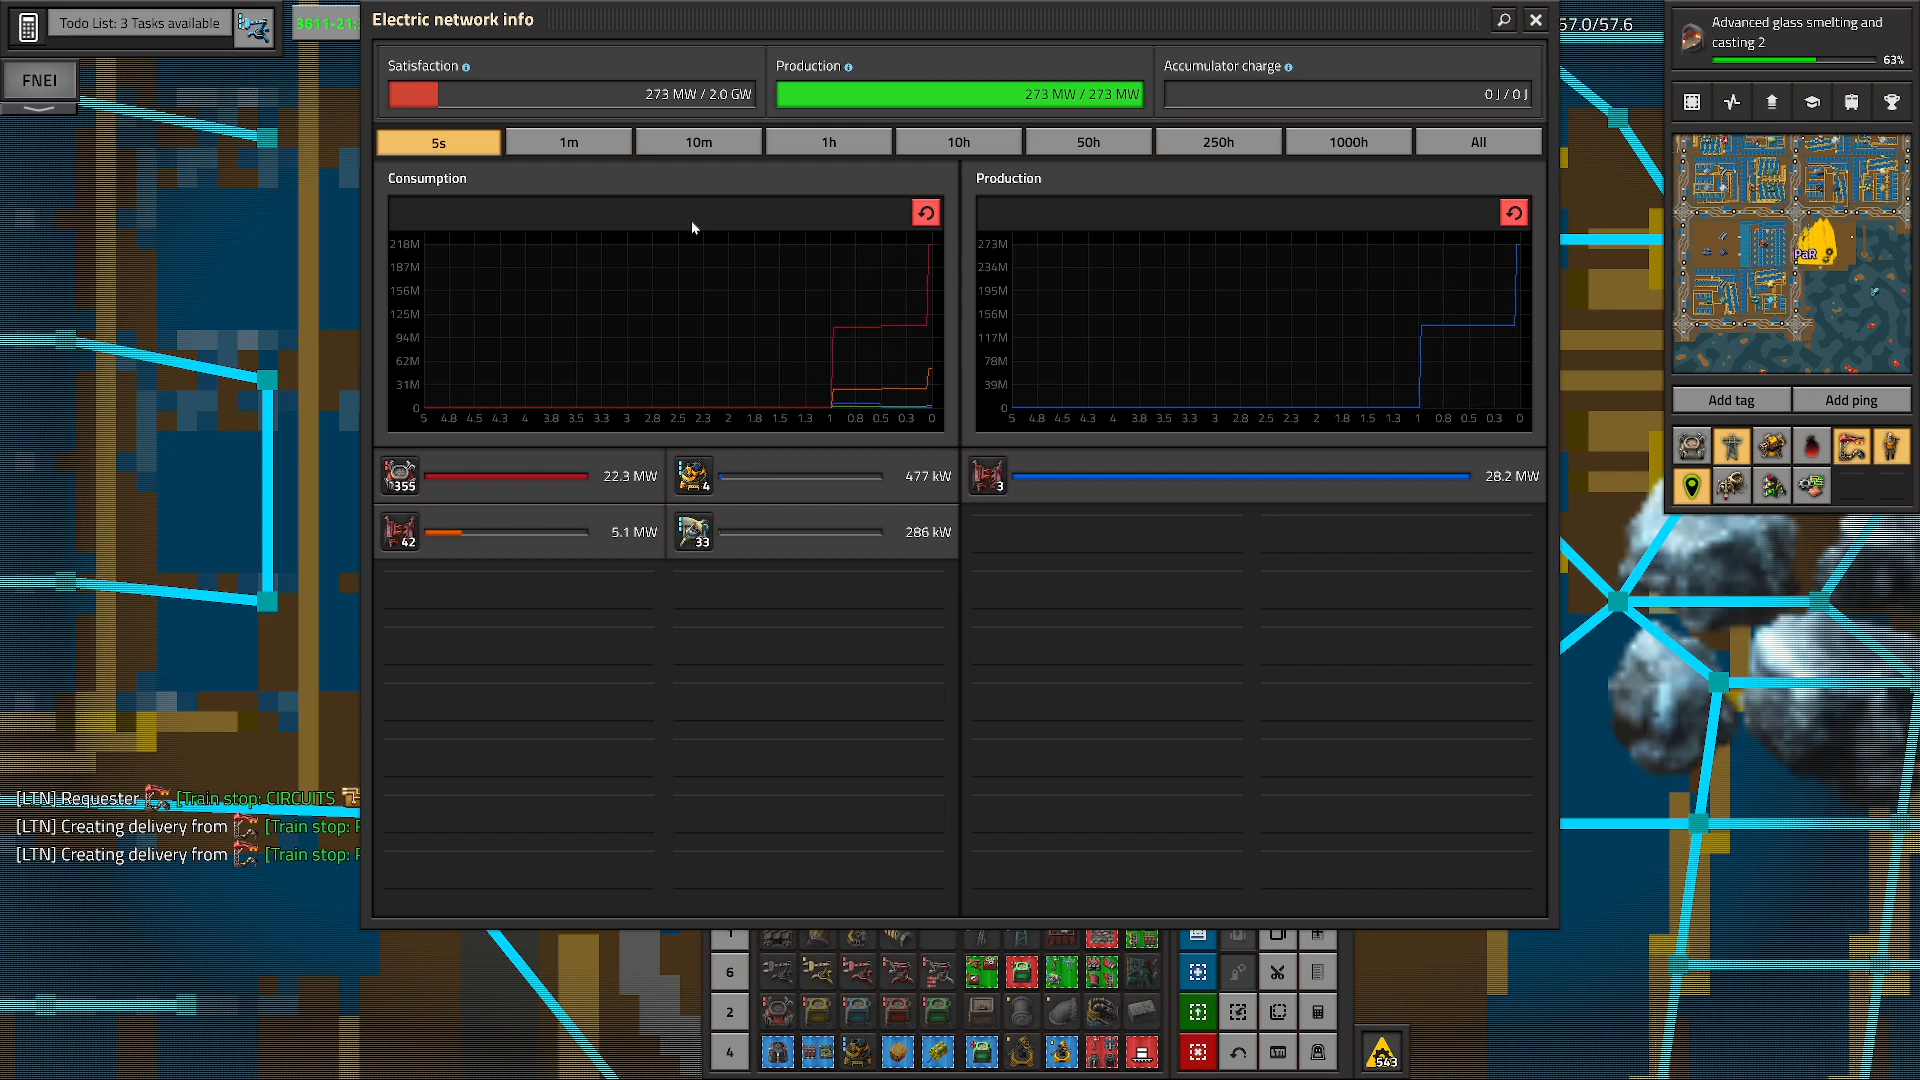 Todo List: 3 Tasks available
3611-21:
FNEI
Electric network info
57.0/57.6
Advanced glass smelting and
casting 2
63%
Satisfaction
273 MW / 2.0 GW
Production
273 MW / 273 MW
Accumulator charge
0 J / 0 J
5s 1m 10m 1h 10h 50h 250h 1000h All
Consumption
218M
187M
156M
125M
94M
62M
31M
0
5 4.8 4.5 4.3 4 3.8 3.5 3.3 3 2.8 2.5 2.3 2 1.8 1.5 1.3 1 0.8 0.5 0.3 0
Production
273M
234M
195M
156M
117M
78M
39M
0
5 4.8 4.5 4.3 4 3.8 3.5 3.3 3 2.8 2.5 2.3 2 1.8 1.5 1.3 1 0.8 0.5 0.3 0
355 22.3 MW
4 477 kW
3 28.2 MW
42 5.1 MW
33 286 kW
PaR
Add tag
Add ping
[LTN] Requester [Train stop: CIRCUITS
[LTN] Creating delivery from [Train stop:
[LTN] Creating delivery from [Train stop:
6
2
4
543